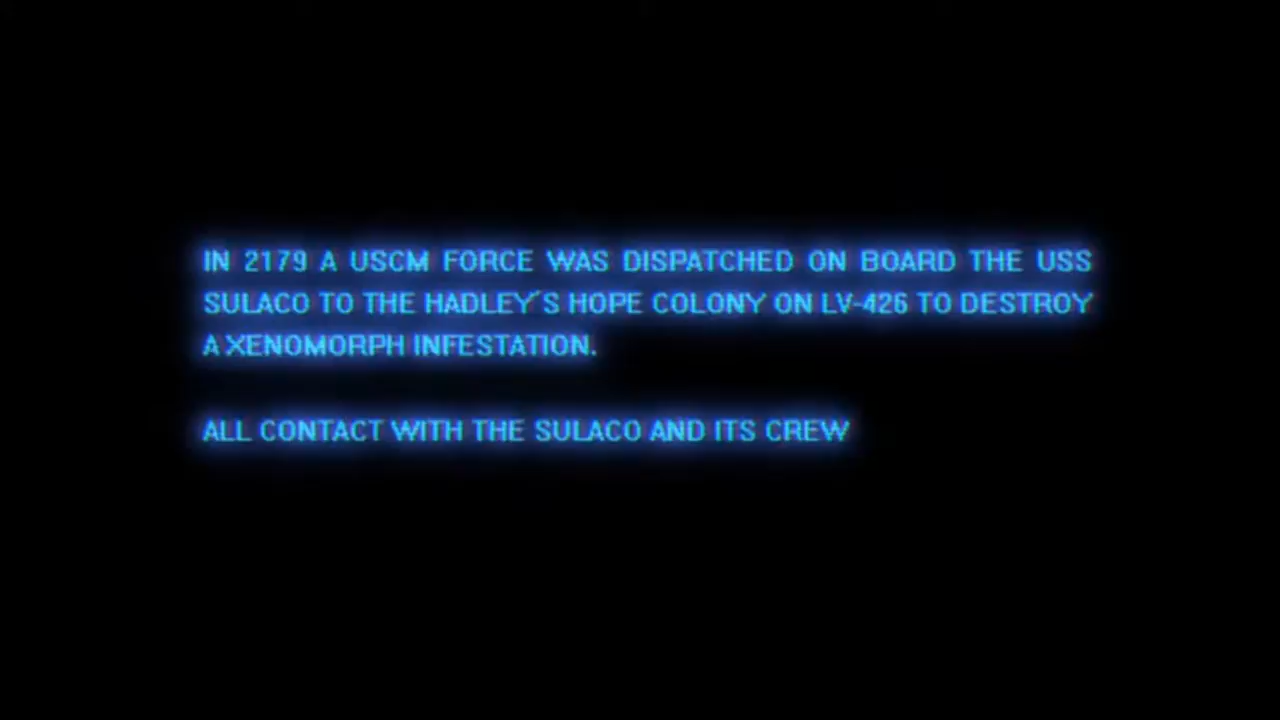 IN 2179 A USCM FORCE WAS DISPATCHED ON BOARD THE USS
SULACO TO THE HADLEY´S HOPE COLONY ON LV-426 TO DESTROY
A XENOMORPH INFESTATION.
ALL CONTACT WITH THE SULACO AND ITS CREW